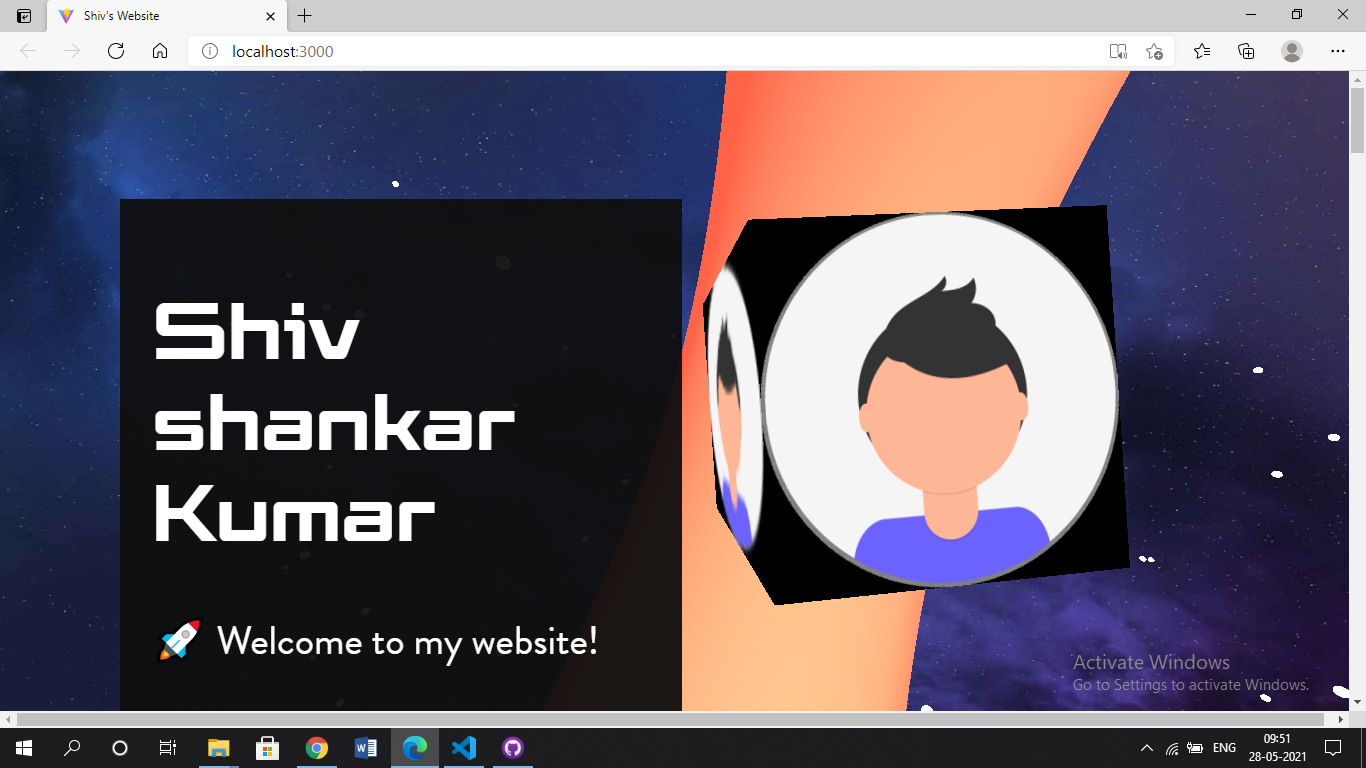 Shiv's Website
localhost:3000
Shiv
shankar
Kumar
🚀 Welcome to my website!
Activate Windows
Go to Settings to activate Windows.
ENG
09:51
28-05-2021